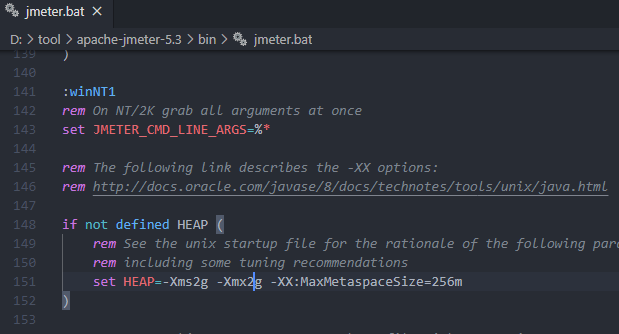 jmeter.bat ×
D: > tool > apache-jmeter-5.3 > bin > jmeter.bat
139 )
140
141 :winNT1
142 rem On NT/2K grab all arguments at once
143 set JMETER_CMD_LINE_ARGS=%*
144
145 rem The following link describes the -XX options:
146 rem http://docs.oracle.com/javase/8/docs/technotes/tools/unix/java.html
147
148 if not defined HEAP (
149 rem See the unix startup file for the rationale of the following par
150 rem including some tuning recommendations
151 set HEAP=-Xms2g -Xmx2g -XX:MaxMetaspaceSize=256m
152 )
153